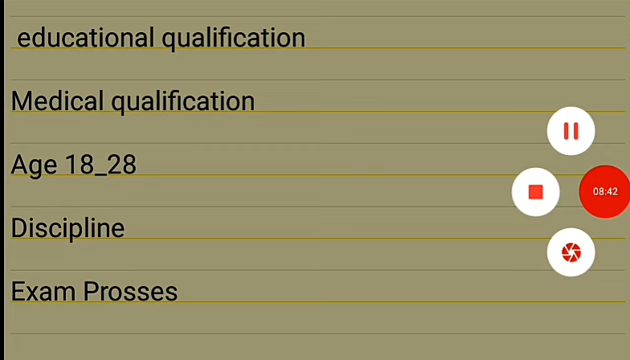 educational qualification
Medical qualification
Age 18_28
08:42
Discipline
Exam Prosses